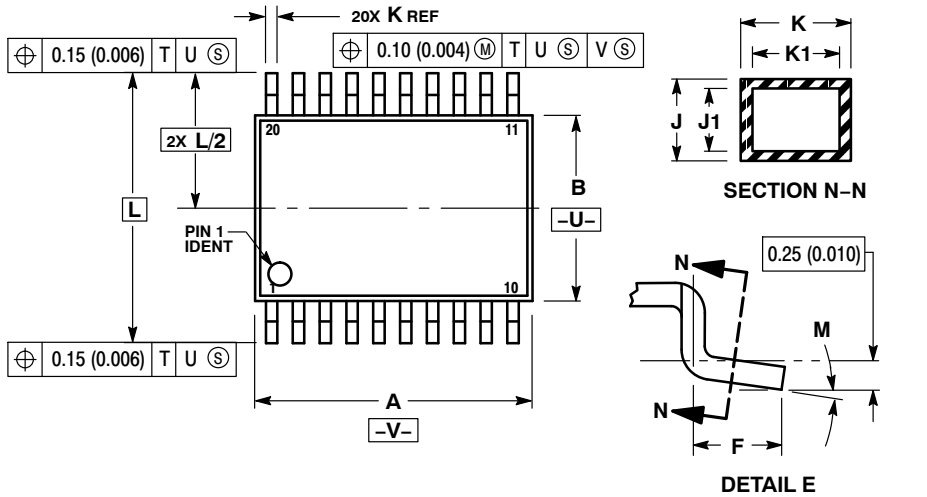 20X K REF
⌖ 0.15 (0.006) T U Ⓢ
⌖ 0.10 (0.004) Ⓜ T U Ⓢ V Ⓢ
2X L/2
L
20
11
B
–U–
PIN 1
IDENT
1
10
⌖ 0.15 (0.006) T U Ⓢ
A
–V–
K
K1
J
J1
SECTION N–N
0.25 (0.010)
N
M
N
F
DETAIL E